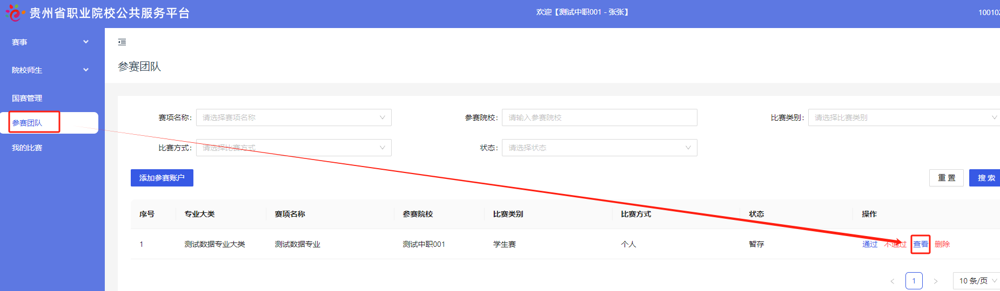 贵州省职业院校公共服务平台
欢迎【测试中职001 - 张张】
10010
赛事
院校师生
国赛管理
参赛团队
我的比赛
参赛团队
赛项名称: 请选择赛项名称
参赛院校: 请输入参赛院校
比赛类别: 请选择比赛类别
比赛方式: 请选择比赛方式
状态: 请选择状态
添加参赛账户
重 置
搜 索
序号 专业大类 赛项名称 参赛院校 比赛类别 比赛方式 状态 操作
1 测试数据专业大类 测试数据专业 测试中职001 学生赛 个人 暂存 通过 不通过 查看 删除
< 1 > 10 条/页